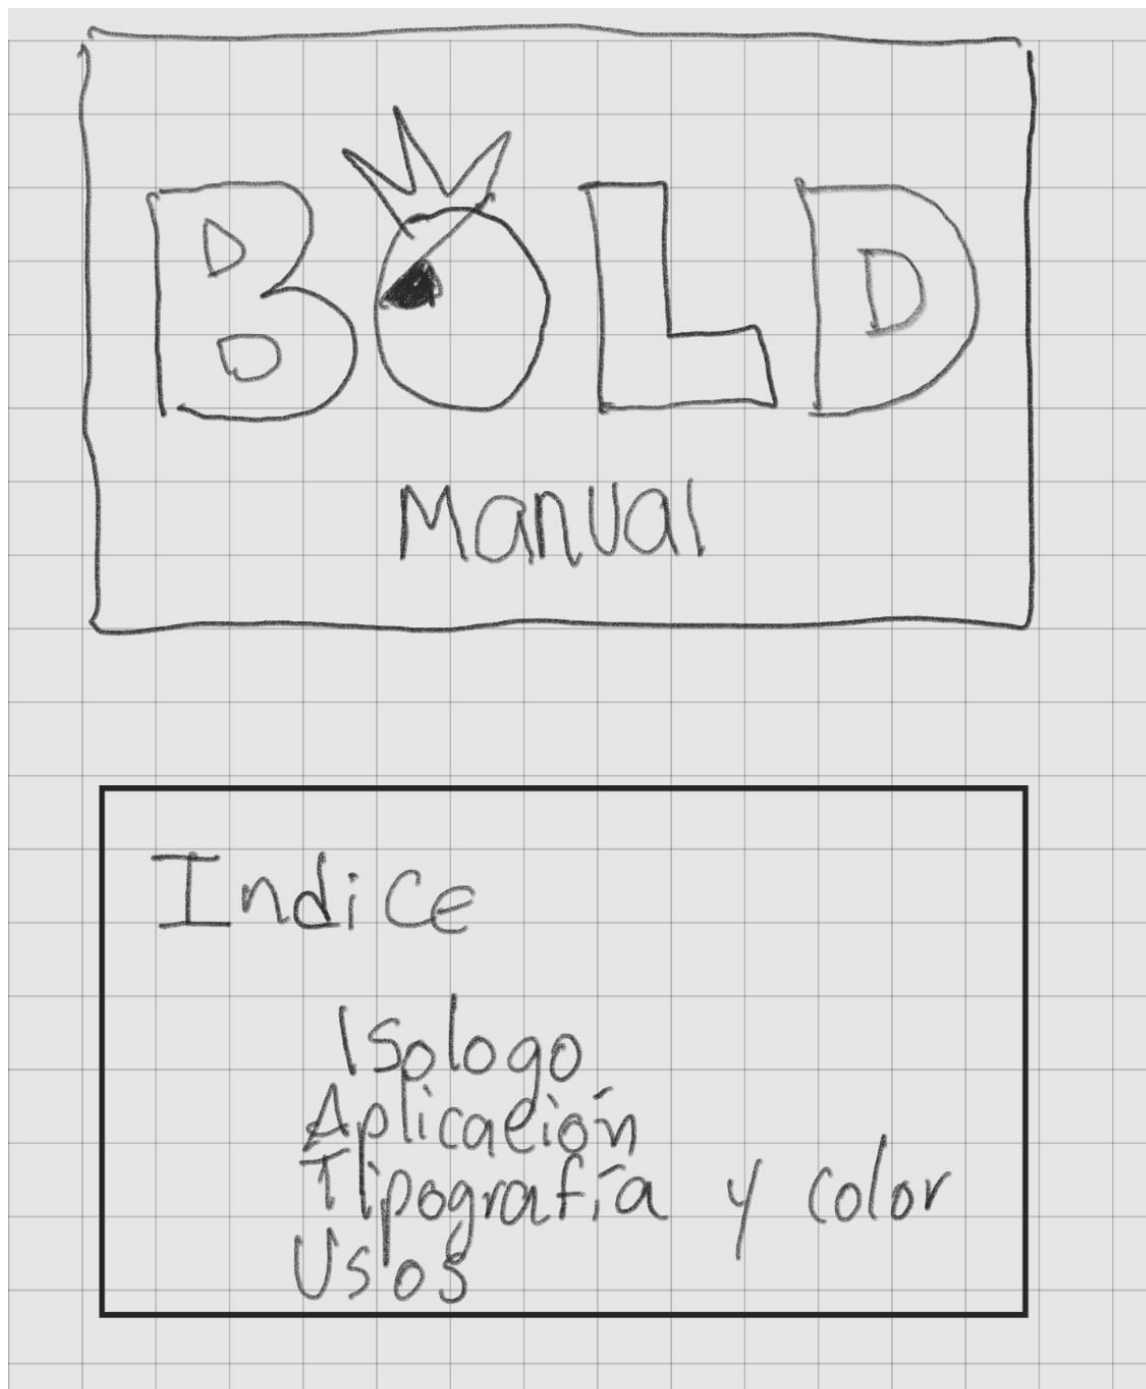 BOLD
Manual
Indice
Isologo
Aplicación
Tipografía y color
Usos